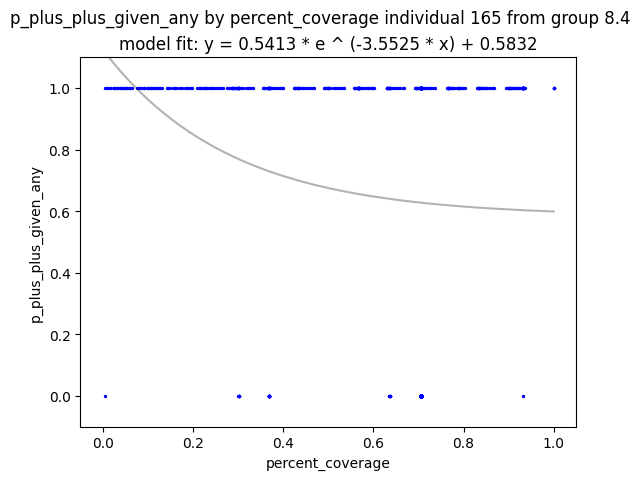 p_plus_plus_given_any by percent_coverage individual 165 from group 8.4
model fit: y = 0.5413 * e ^ (-3.5525 * x) + 0.5832
1.0
0.8
0.6
0.4
0.2
0.0
p_plus_plus_given_any
0.0 0.2 0.4 0.6 0.8 1.0
percent_coverage